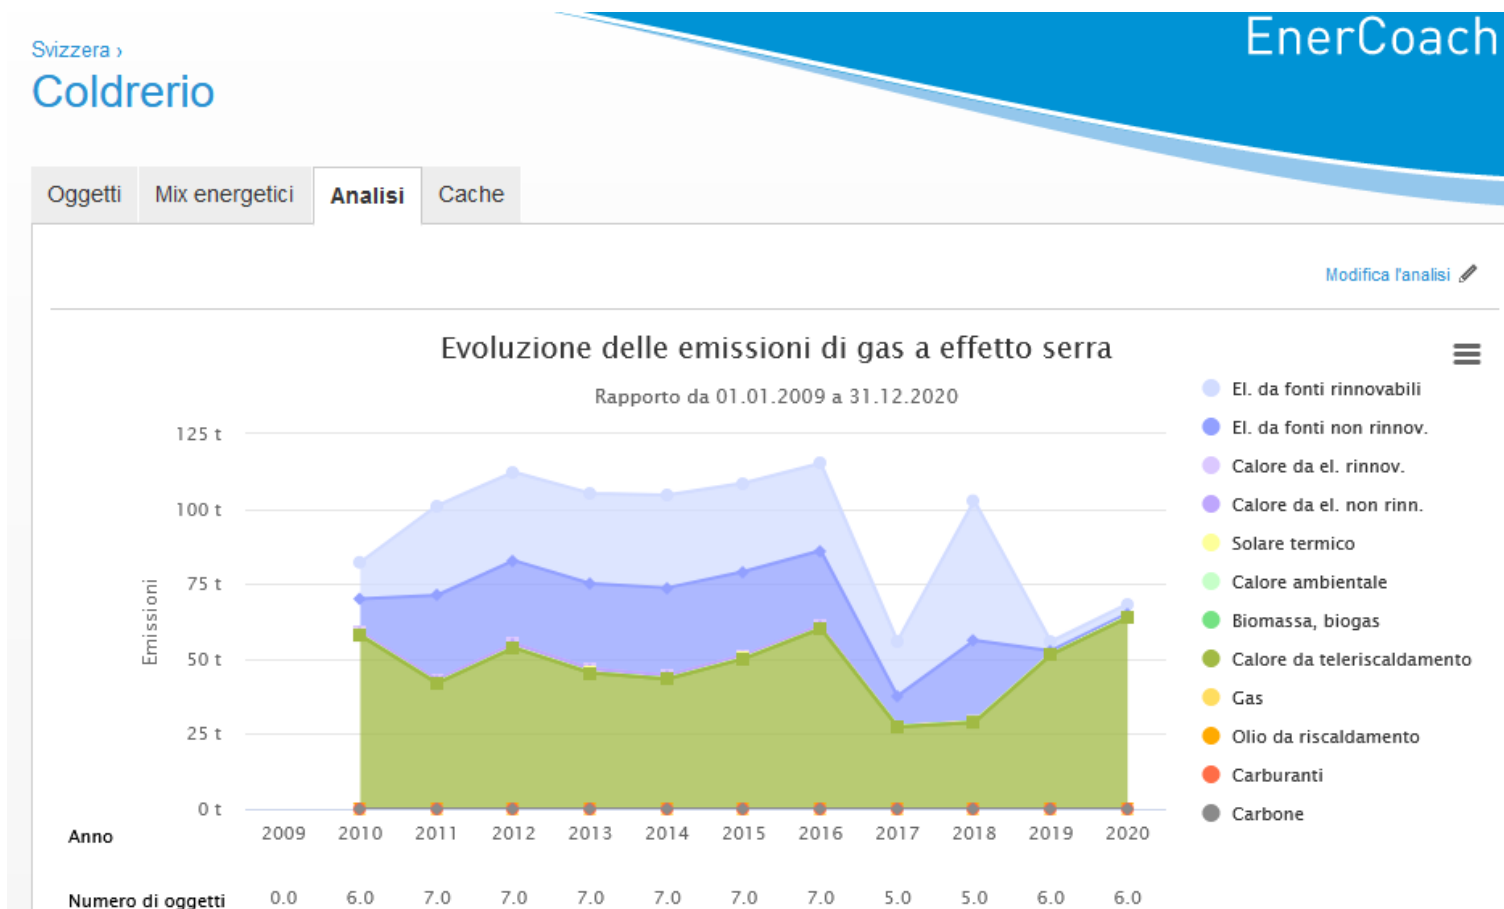 EnerCoach
Svizzera ›
Coldrerio
Oggetti Mix energetici Analisi Cache
Modifica l'analisi
Evoluzione delle emissioni di gas a effetto serra
Rapporto da 01.01.2009 a 31.12.2020
El. da fonti rinnovabili
El. da fonti non rinnov.
Calore da el. rinnov.
Calore da el. non rinn.
Solare termico
Calore ambientale
Biomassa, biogas
Calore da teleriscaldamento
Gas
Olio da riscaldamento
Carburanti
Carbone
Emissioni
125 t
100 t
75 t
50 t
25 t
0 t
Anno 2009 2010 2011 2012 2013 2014 2015 2016 2017 2018 2019 2020
Numero di oggetti 0.0 6.0 7.0 7.0 7.0 7.0 7.0 7.0 5.0 5.0 6.0 6.0